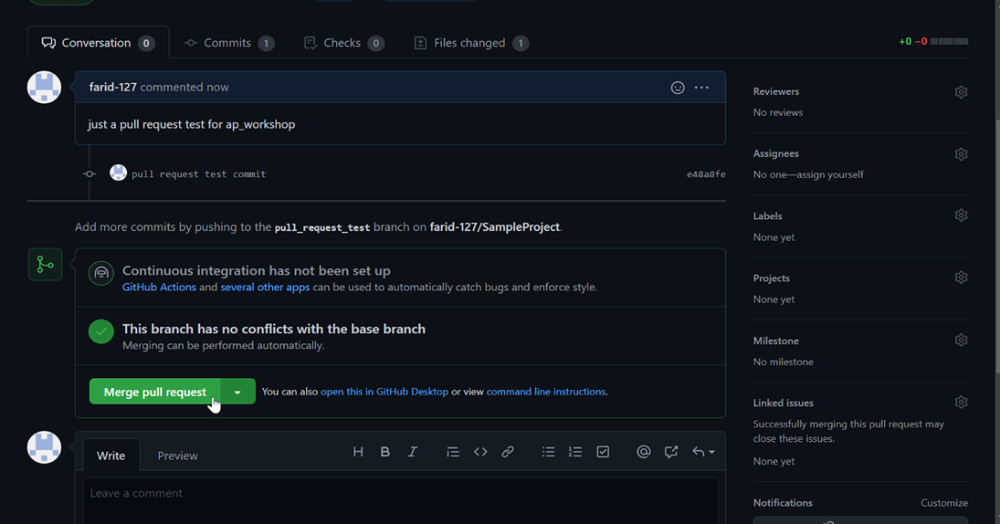 Conversation 0
Commits 1
Checks 0
Files changed 1
+0 −0
farid-127 commented now
just a pull request test for ap_workshop
pull request test commit
e48a8fe
Add more commits by pushing to the pull_request_test branch on farid-127/SampleProject.
Continuous integration has not been set up
GitHub Actions and several other apps can be used to automatically catch bugs and enforce style.
This branch has no conflicts with the base branch
Merging can be performed automatically.
Merge pull request
You can also open this in GitHub Desktop or view command line instructions.
Write
Preview
Leave a comment
Reviewers
No reviews
Assignees
No one—assign yourself
Labels
None yet
Projects
None yet
Milestone
No milestone
Linked issues
Successfully merging this pull request may
close these issues.
None yet
Notifications
Customize